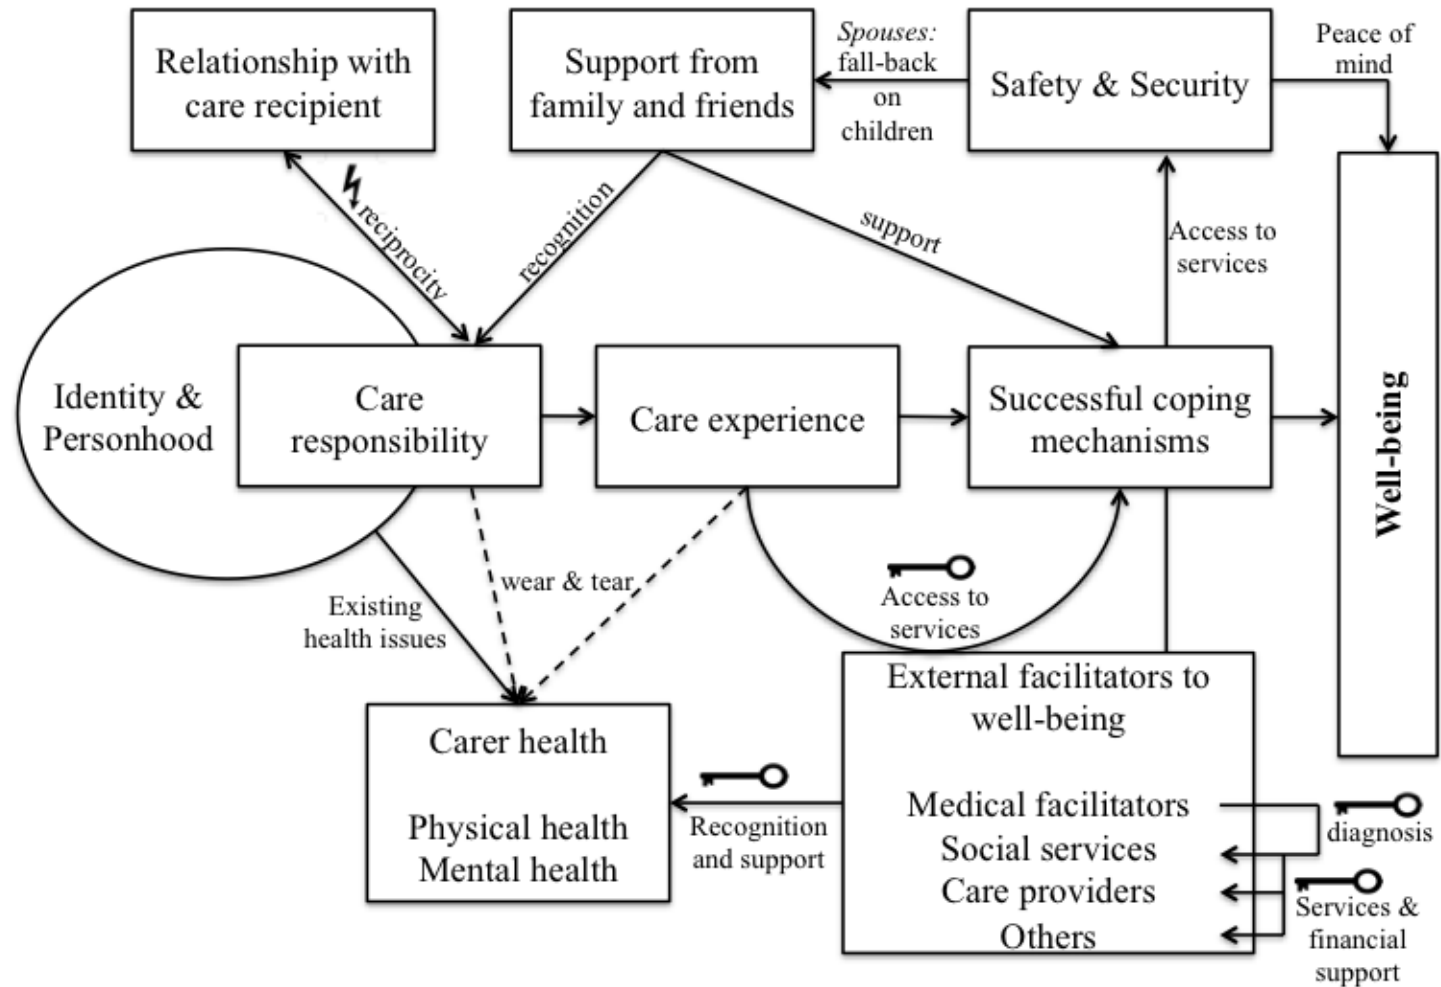 Relationship with
care recipient
Support from
family and friends
Spouses:
fall-back
on
children
Safety & Security
Peace of
mind
reciprocity
recognition
support
Access to
services
Identity &
Personhood
Care
responsibility
Care experience
Successful coping
mechanisms
Well-being
wear & tear
Existing
health issues
Access to
services
External facilitators to
well-being
Medical facilitators
Social services
Care providers
Others
diagnosis
Services &
financial
support
Recognition
and support
Carer health
Physical health
Mental health